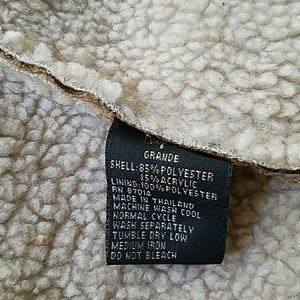 GRANDE
SHELL:85%POLYESTER
15%ACRYLIC
LINING:100%POLYESTER
RN 87014
MADE IN THAILAND
MACHINE WASH COOL
NORMAL CYCLE
WASH SEPARATELY
TUMBLE DRY LOW
MEDIUM IRON
DO NOT BLEACH